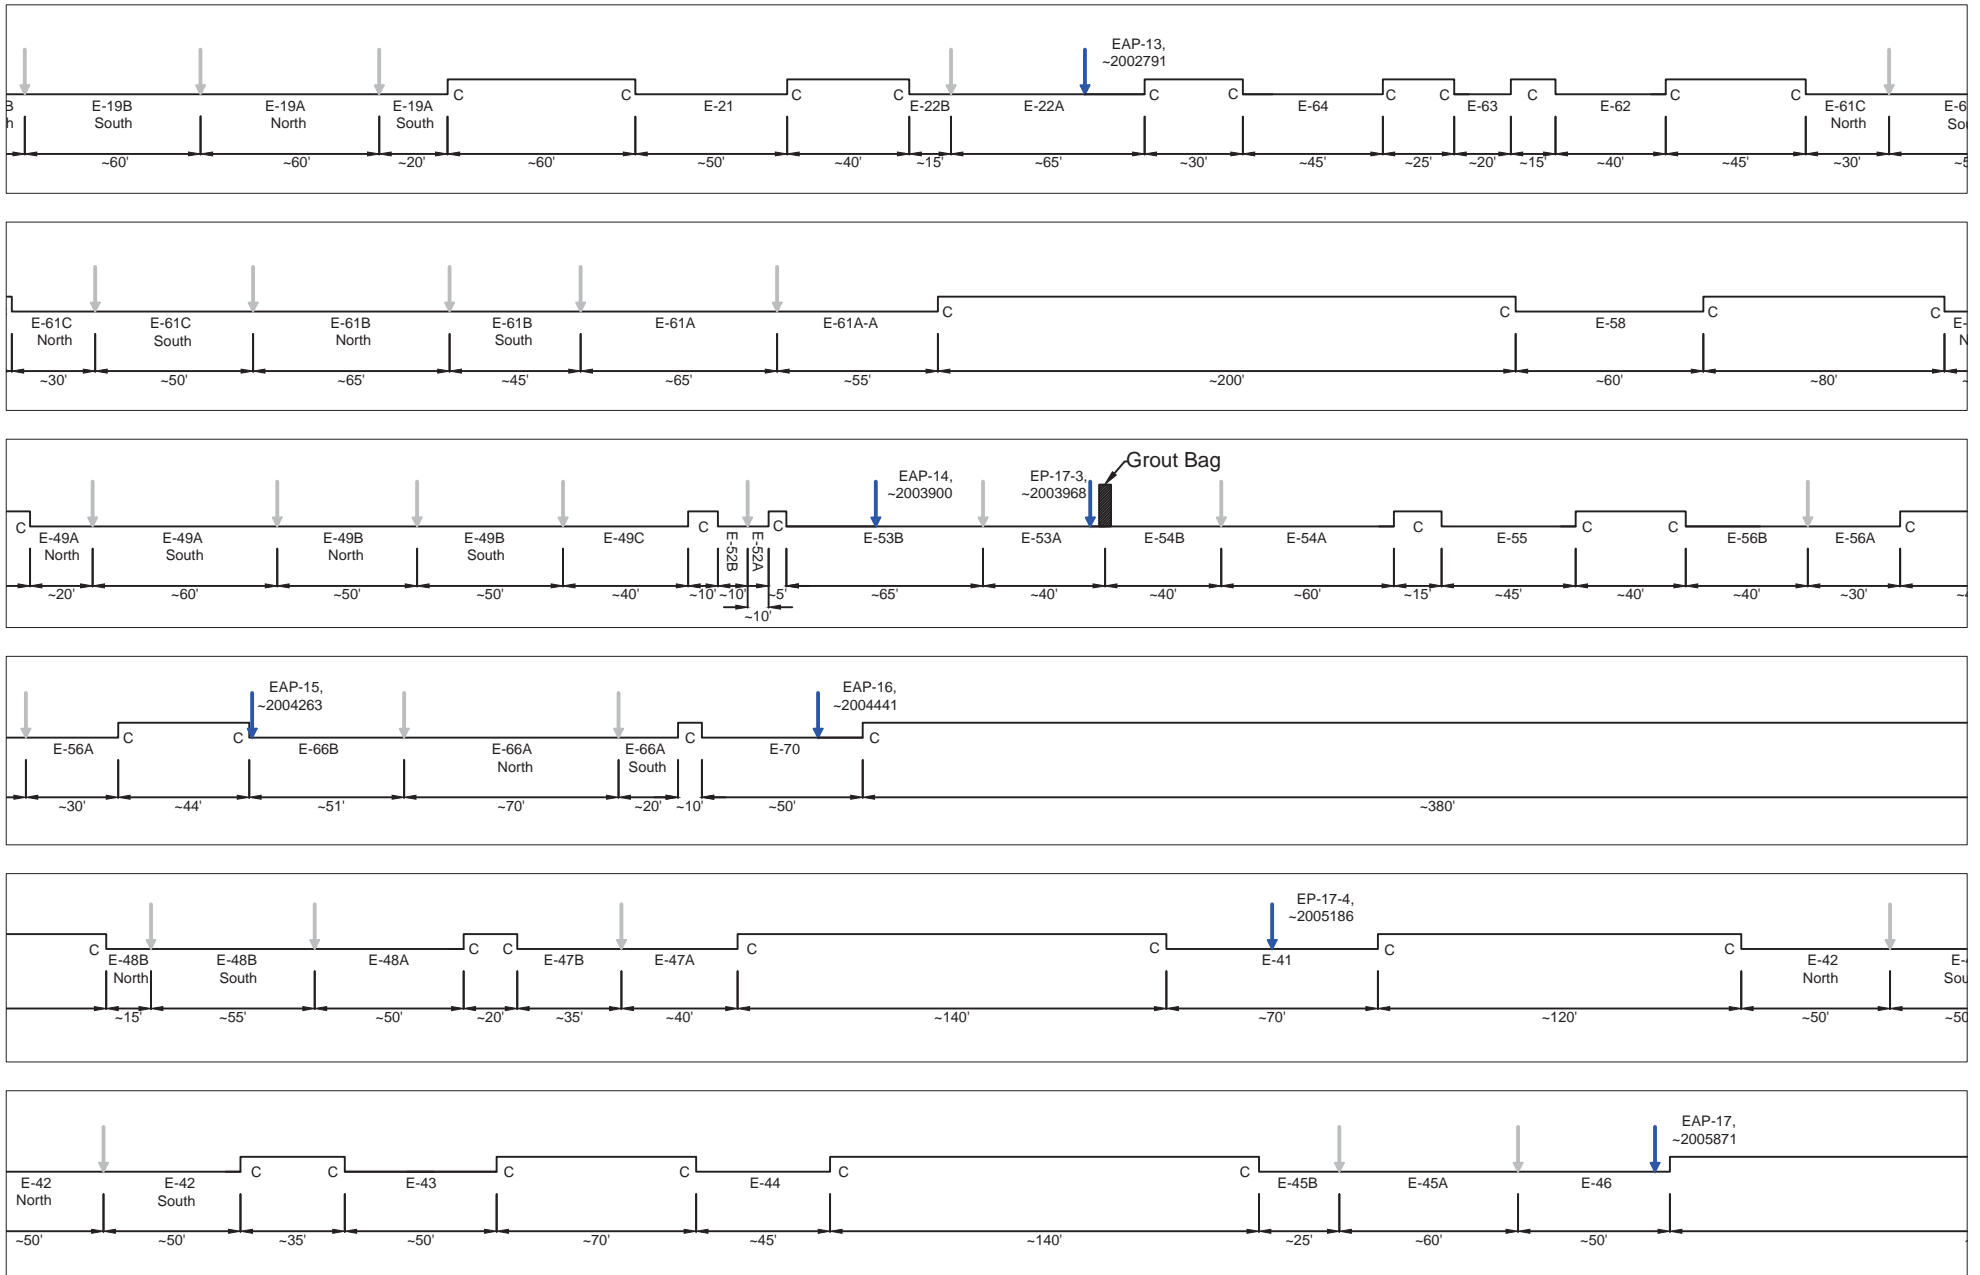 EAP-13,
~2002791
B
h
E-19B
South
E-19A
North
E-19A
South
C
C
E-21
C
C
E-22B
E-22A
C
C
E-64
C
C
E-63
C
E-62
C
C
E-61C
North
E-6
Sou
~60'
~60'
~20'
~60'
~50'
~40'
~15'
~65'
~30'
~45'
~25'
~20'
~15'
~40'
~45'
~30'
~5
E-61C
North
E-61C
South
E-61B
North
E-61B
South
E-61A
E-61A-A
C
C
E-58
C
C
E-
N
~30'
~50'
~65'
~45'
~65'
~55'
~200'
~60'
~80'
~
Grout Bag
EAP-14,
~2003900
EP-17-3,
~2003968
C
E-49A
North
E-49A
South
E-49B
North
E-49B
South
E-49C
C
E-52B
E-52A
C
E-53B
E-53A
E-54B
E-54A
C
E-55
C
C
E-56B
E-56A
C
~20'
~60'
~50'
~50'
~40'
~10'
~10'
~5'
~65'
~40'
~40'
~60'
~15'
~45'
~40'
~40'
~30'
~4
~10'
EAP-15,
~2004263
EAP-16,
~2004441
E-56A
C
C
E-66B
E-66A
North
E-66A
South
C
E-70
C
~30'
~44'
~51'
~70'
~20'
~10'
~50'
~380'
EP-17-4,
~2005186
C
E-48B
North
E-48B
South
E-48A
C
C
E-47B
E-47A
C
C
E-41
C
C
E-42
North
E-4
Sou
~15'
~55'
~50'
~20'
~35'
~40'
~140'
~70'
~120'
~50'
~50
EAP-17,
~2005871
E-42
North
E-42
South
C
C
E-43
C
C
E-44
C
C
E-45B
E-45A
E-46
~50'
~50'
~35'
~50'
~70'
~45'
~140'
~25'
~60'
~50'